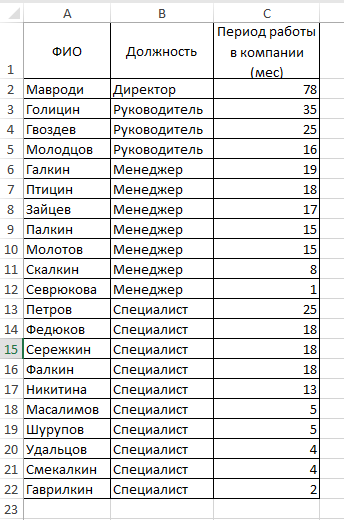 A B C
1 ФИО Должность Период работы в компании (мес)
2 Мавроди Директор 78
3 Голицин Руководитель 35
4 Гвоздев Руководитель 25
5 Молодцов Руководитель 16
6 Галкин Менеджер 19
7 Птицин Менеджер 18
8 Зайцев Менеджер 17
9 Палкин Менеджер 15
10 Молотов Менеджер 15
11 Скалкин Менеджер 8
12 Севрюкова Менеджер 1
13 Петров Специалист 25
14 Федюков Специалист 18
15 Сережкин Специалист 18
16 Фалкин Специалист 18
17 Никитина Специалист 13
18 Масалимов Специалист 5
19 Шурупов Специалист 5
20 Удальцов Специалист 4
21 Смекалкин Специалист 4
22 Гаврилкин Специалист 2
23